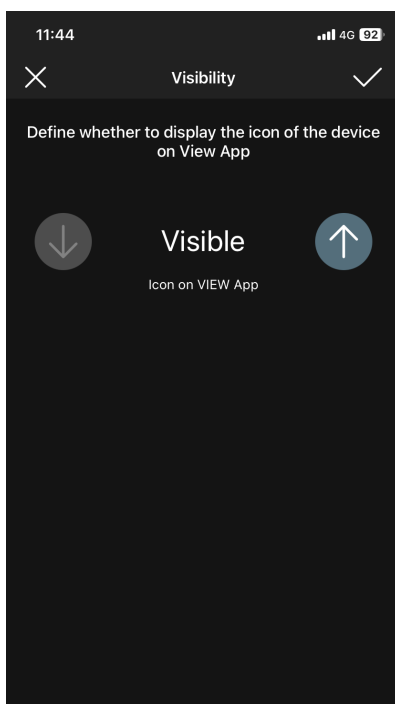 11:44
4G 92
Visibility
Define whether to display the icon of the device
on View App
Visible
Icon on VIEW App